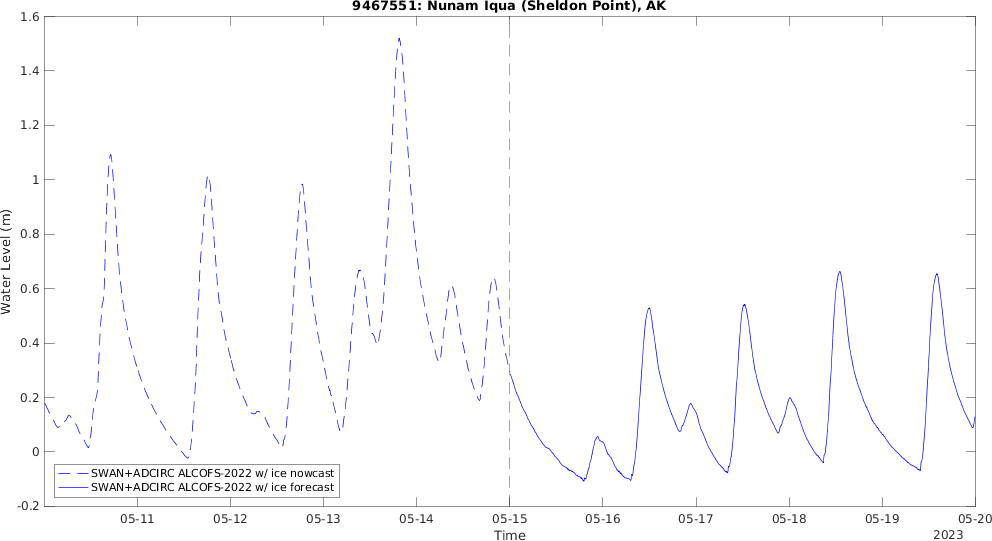 9467551: Nunam Iqua (Sheldon Point), AK
1.6
1.4
1.2
1
0.8
0.6
0.4
0.2
0
-0.2
Water Level (m)
SWAN+ADCIRC ALCOFS-2022 w/ ice nowcast
SWAN+ADCIRC ALCOFS-2022 w/ ice forecast
05-11 05-12 05-13 05-14 05-15 05-16 05-17 05-18 05-19 05-20
Time
2023